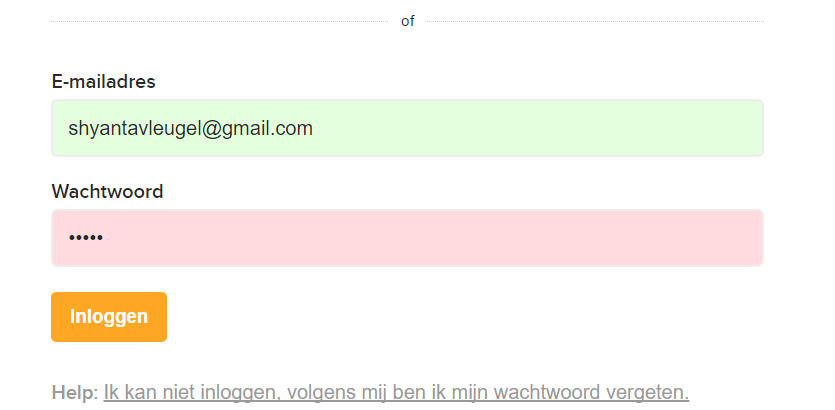 of
E-mailadres
shyantavleugel@gmail.com
Wachtwoord
•••••
Inloggen
Help: Ik kan niet inloggen, volgens mij ben ik mijn wachtwoord vergeten.